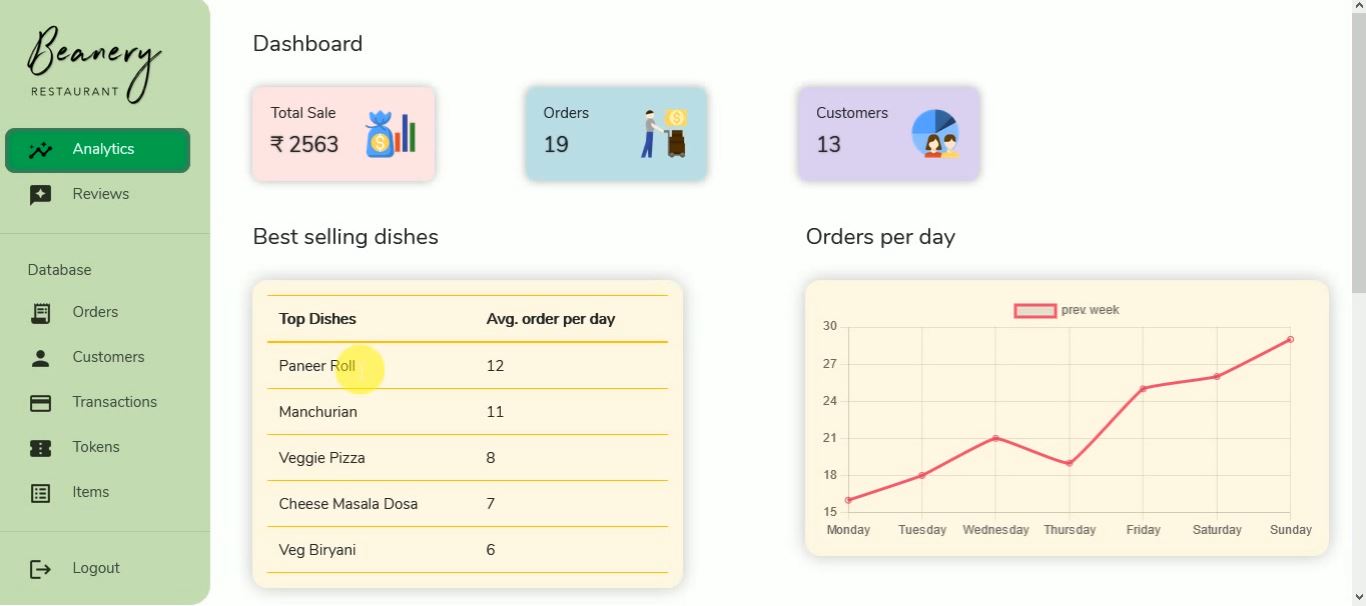 Beanery
RESTAURANT
Analytics
Reviews
Database
Orders
Customers
Transactions
Tokens
Items
Logout
Dashboard
Total Sale
₹ 2563
Orders
19
Customers
13
Best selling dishes
Top Dishes Avg. order per day
Paneer Roll 12
Manchurian 11
Veggie Pizza 8
Cheese Masala Dosa 7
Veg Biryani 6
Orders per day
prev. week
30
27
24
21
18
15
Monday Tuesday Wednesday Thursday Friday Saturday Sunday